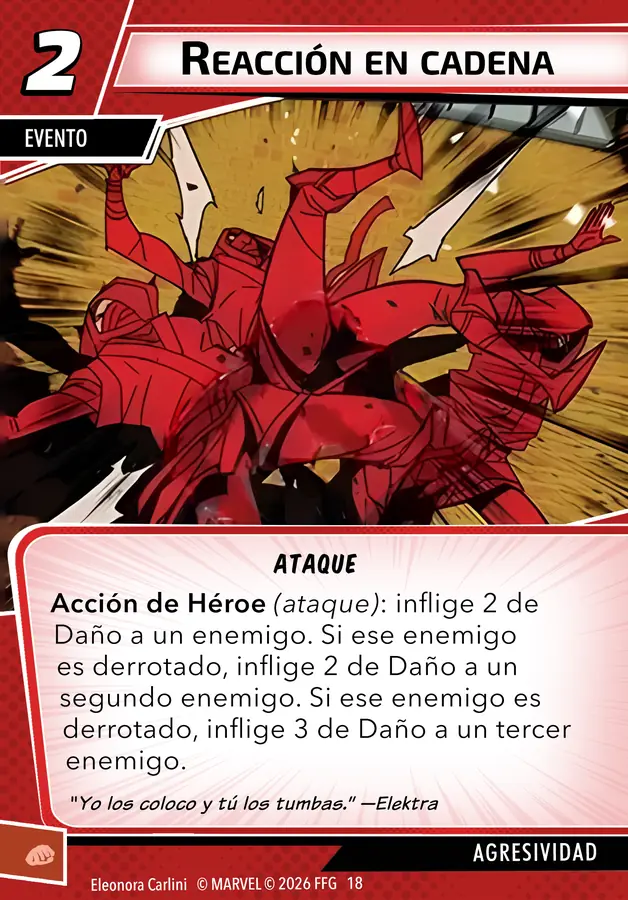 2
REACCIÓN EN CADENA
EVENTO
ATAQUE
Acción de Héroe (ataque): inflige 2 de
Daño a un enemigo. Si ese enemigo
es derrotado, inflige 2 de Daño a un
segundo enemigo. Si ese enemigo es
derrotado, inflige 3 de Daño a un tercer
enemigo.
"Yo los coloco y tú los tumbas." —Elektra
AGRESIVIDAD
Eleonora Carlini © MARVEL © 2026 FFG 18